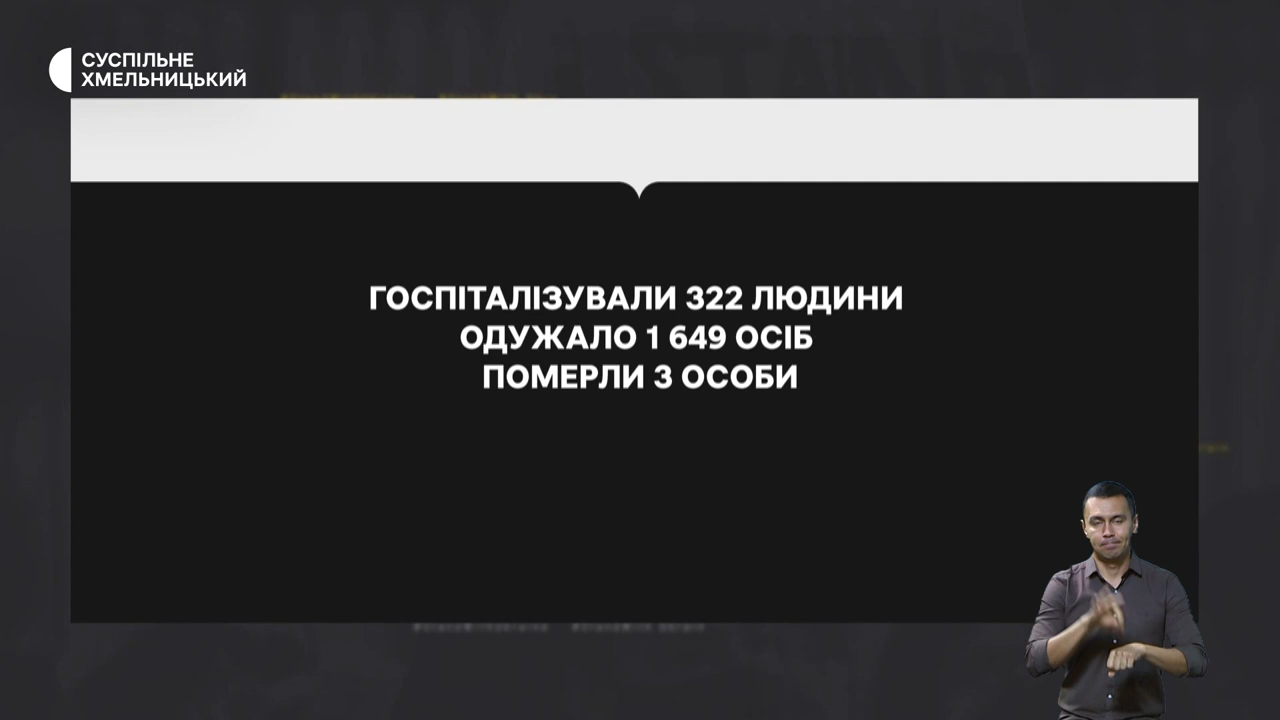 СУСПІЛЬНЕ
ХМЕЛЬНИЦЬКИЙ
ГОСПІТАЛІЗУВАЛИ 322 ЛЮДИНИ
ОДУЖАЛО 1 649 ОСІБ
ПОМЕРЛИ 3 ОСОБИ